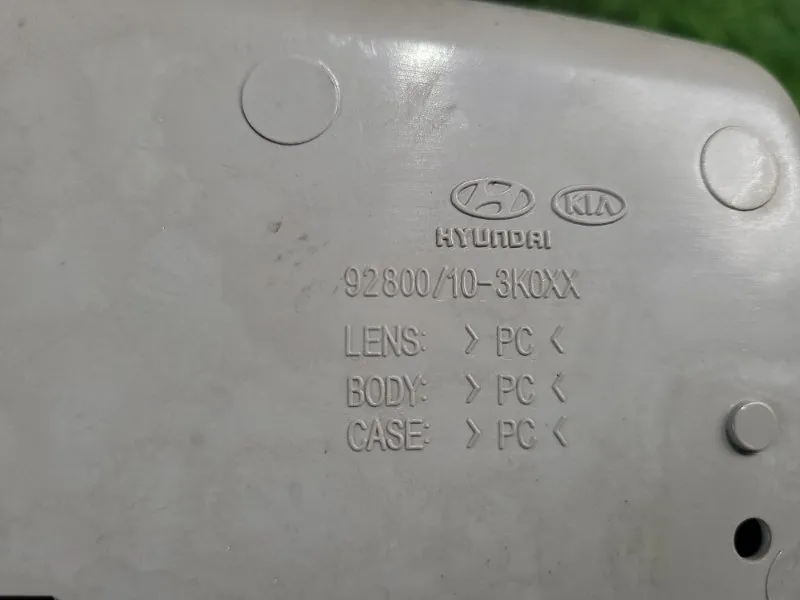 KIA
HYUNDAI
92800/10-3K0XX
LENS: > PC <
BODY: > PC <
CASE: > PC <